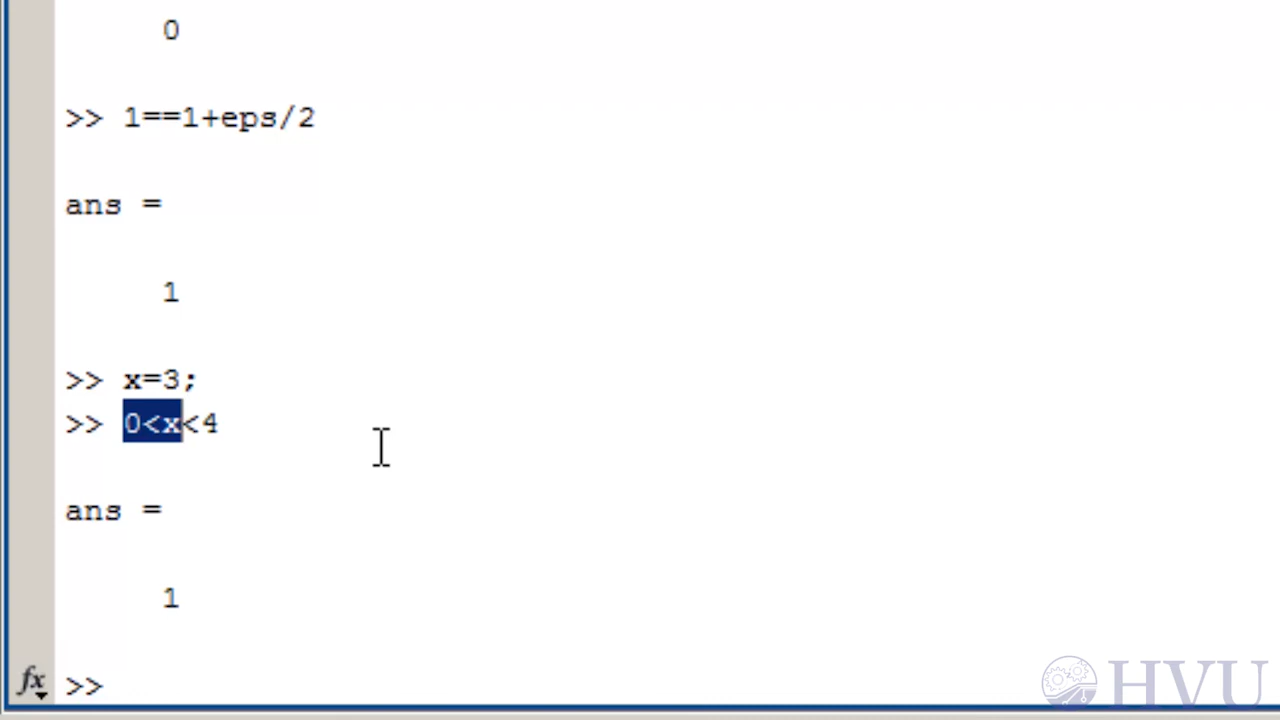 0
>> 1==1+eps/2
ans =
1
>> x=3;
>> 0<x<4
ans =
1
fx >>
HVU